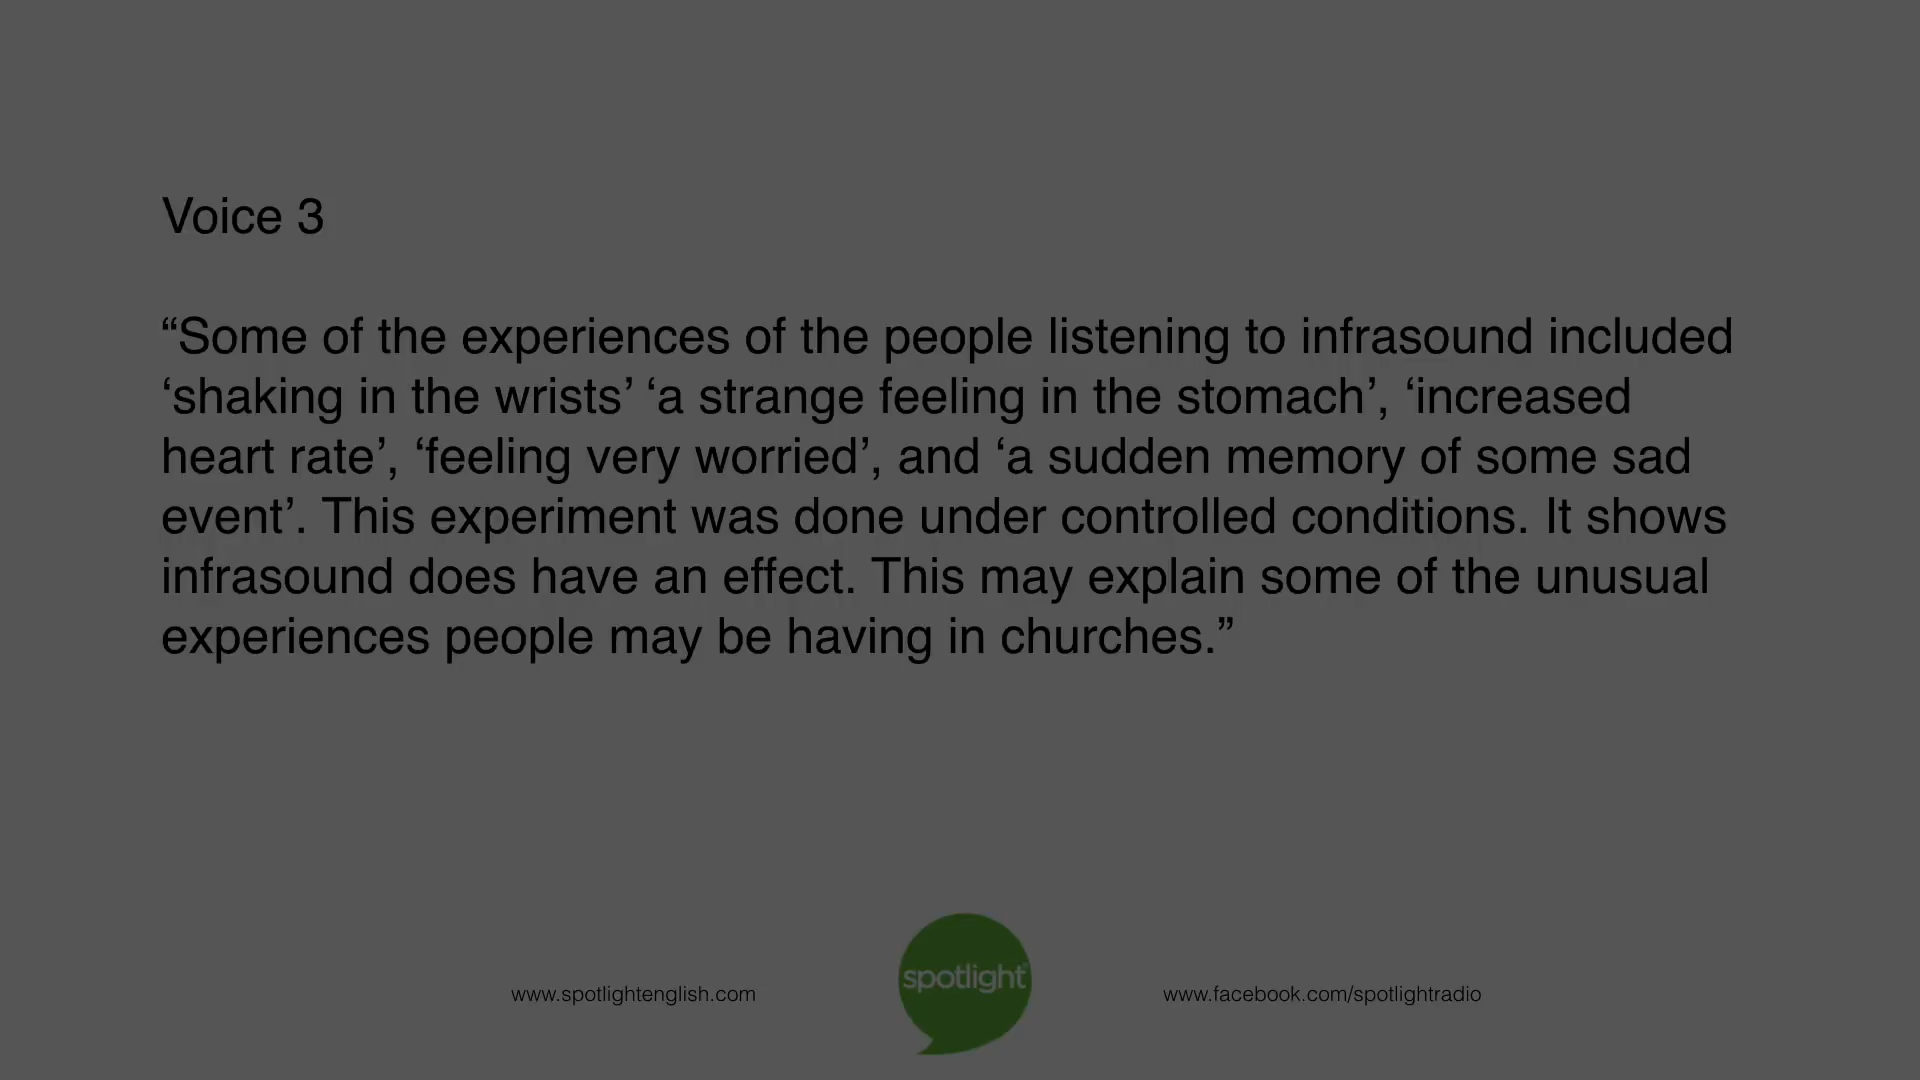 Voice 3
“Some of the experiences of the people listening to infrasound included
‘shaking in the wrists’ ‘a strange feeling in the stomach’, ‘increased
heart rate’, ‘feeling very worried’, and ‘a sudden memory of some sad
event’. This experiment was done under controlled conditions. It shows
infrasound does have an effect. This may explain some of the unusual
experiences people may be having in churches.”
www.spotlightenglish.com
spotlight®
www.facebook.com/spotlightradio